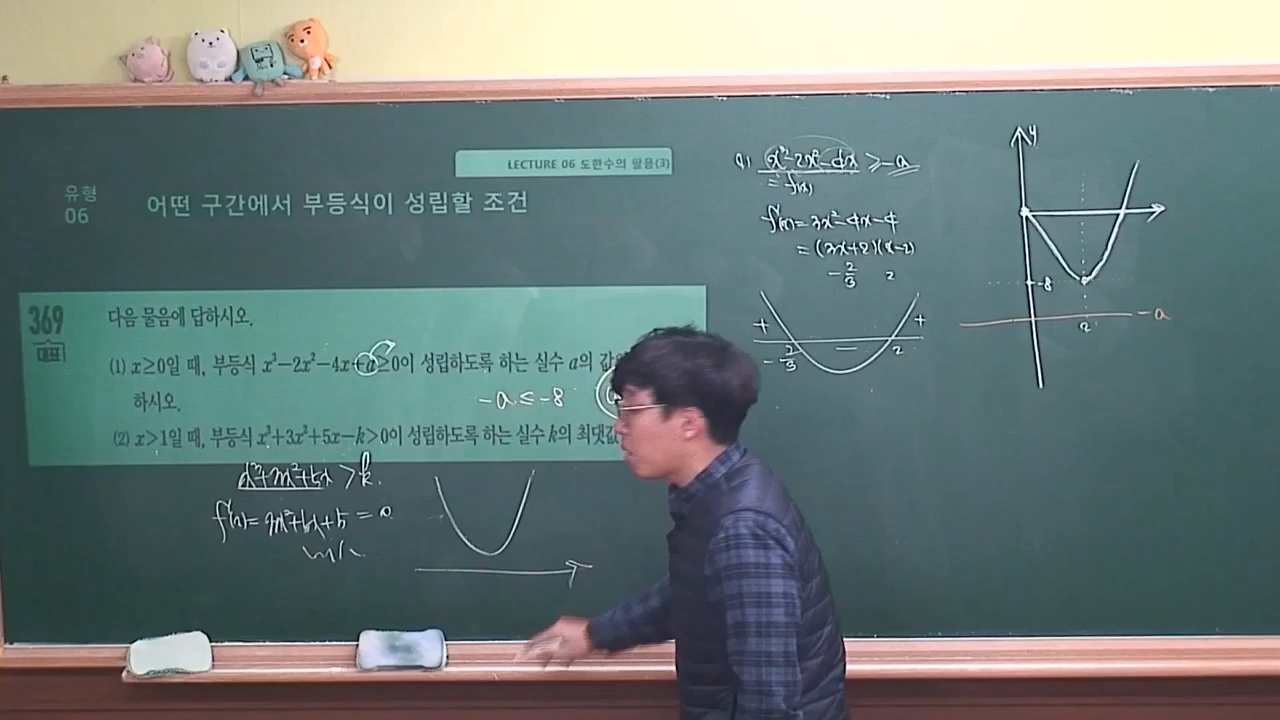 LECTURE 06 도함수의 활용(3)
유형
06
어떤 구간에서 부등식이 성립할 조건
369
대표
다음 물음에 답하시오.
(1) x≥0일 때, 부등식 x³-2x²-4x+a≥0이 성립하도록 하는 실수 a의
하시오.
-a ≤ -8
(2) x>1일 때, 부등식 x³+3x²+5x-k>0이 성립하도록 하는 실수 k의 최댓값
x³+3x²+5x > k.
f'(x)= 3x²+6x+5 = 0
x³-2x²-4x ≥ -a
= f(x)
f'(x)= 3x²-4x-4
= (3x+2)(x-2)
-2/3 2
+ - +
-2/3 2
y
-8
2
-a